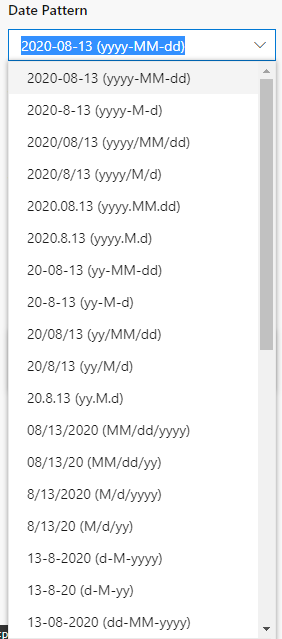 Date Pattern
2020-08-13 (yyyy-MM-dd)
2020-08-13 (yyyy-MM-dd)
2020-8-13 (yyyy-M-d)
2020/08/13 (yyyy/MM/dd)
2020/8/13 (yyyy/M/d)
2020.08.13 (yyyy.MM.dd)
2020.8.13 (yyyy.M.d)
20-08-13 (yy-MM-dd)
20-8-13 (yy-M-d)
20/08/13 (yy/MM/dd)
20/8/13 (yy/M/d)
20.8.13 (yy.M.d)
08/13/2020 (MM/dd/yyyy)
08/13/20 (MM/dd/yy)
8/13/2020 (M/d/yyyy)
8/13/20 (M/d/yy)
13-8-2020 (d-M-yyyy)
13-8-20 (d-M-yy)
13-08-2020 (dd-MM-yyyy)